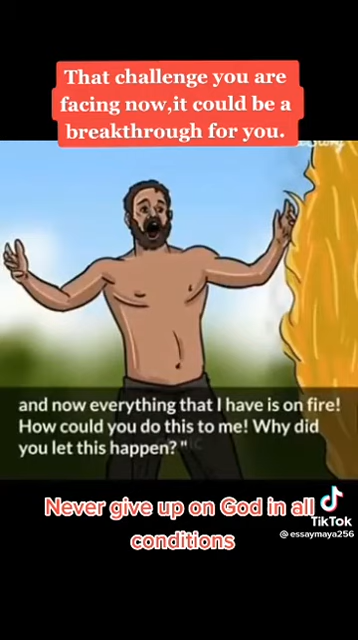 That challenge you are
facing now,it could be a
breakthrough for you.
and now everything that I have is on fire!
How could you do this to me! Why did
you let this happen? "
Never give up on God in all
conditions
TikTok
@essaymaya256